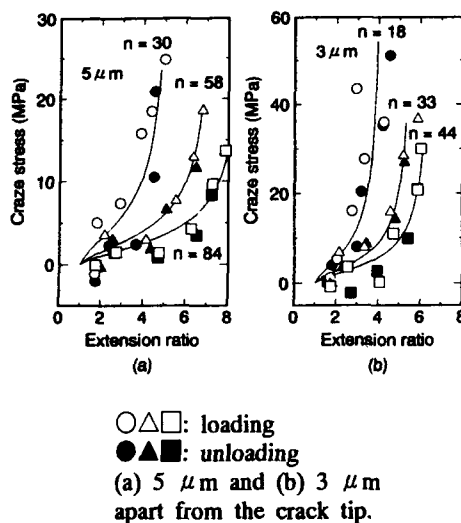 n = 30
5 μm
n = 58
n = 84
Craze stress (MPa)
30
20
10
0
0 2 4 6 8
Extension ratio
(a)
n = 18
3 μm
n = 33
n = 44
Craze stress (MPa)
60
40
20
0
0 2 4 6 8
Extension ratio
(b)
○△□: loading
●▲■: unloading
(a) 5 μm and (b) 3 μm
apart from the crack tip.